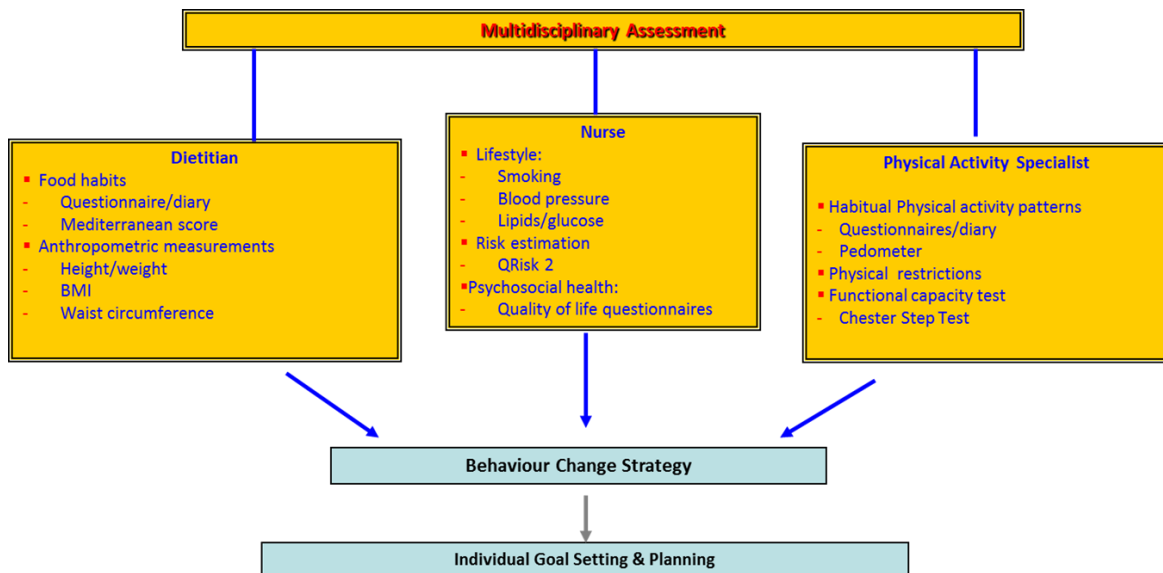 Multidisciplinary Assessment
Dietitian
▪ Food habits
- Questionnaire/diary
- Mediterranean score
▪ Anthropometric measurements
- Height/weight
- BMI
- Waist circumference
Nurse
▪ Lifestyle:
- Smoking
- Blood pressure
- Lipids/glucose
▪ Risk estimation
- QRisk 2
▪Psychosocial health:
- Quality of life questionnaires
Physical Activity Specialist
▪ Habitual Physical activity patterns
- Questionnaires/diary
- Pedometer
▪ Physical restrictions
▪ Functional capacity test
- Chester Step Test
Behaviour Change Strategy
Individual Goal Setting & Planning